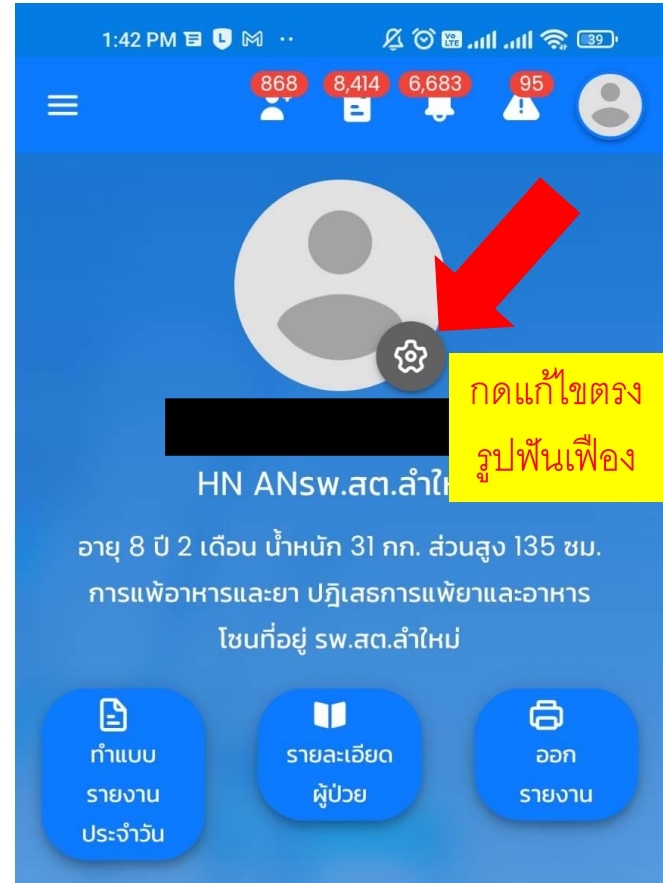 1:42 PM
Vo LTE
39
868 8,414 6,683 95
กดแก้ไขตรง
รูปฟันเฟือง
HN ANรพ.สต.ลำให
อายุ 8 ปี 2 เดือน น้ำหนัก 31 กก. ส่วนสูง 135 ซม.
การแพ้อาหารและยา ปฎิเสธการแพ้ยาและอาหาร
โซนที่อยู่ รพ.สต.ลำใหม่
ทำแบบ
รายงาน
ประจำวัน
รายละเอียด
ผู้ป่วย
ออก
รายงาน